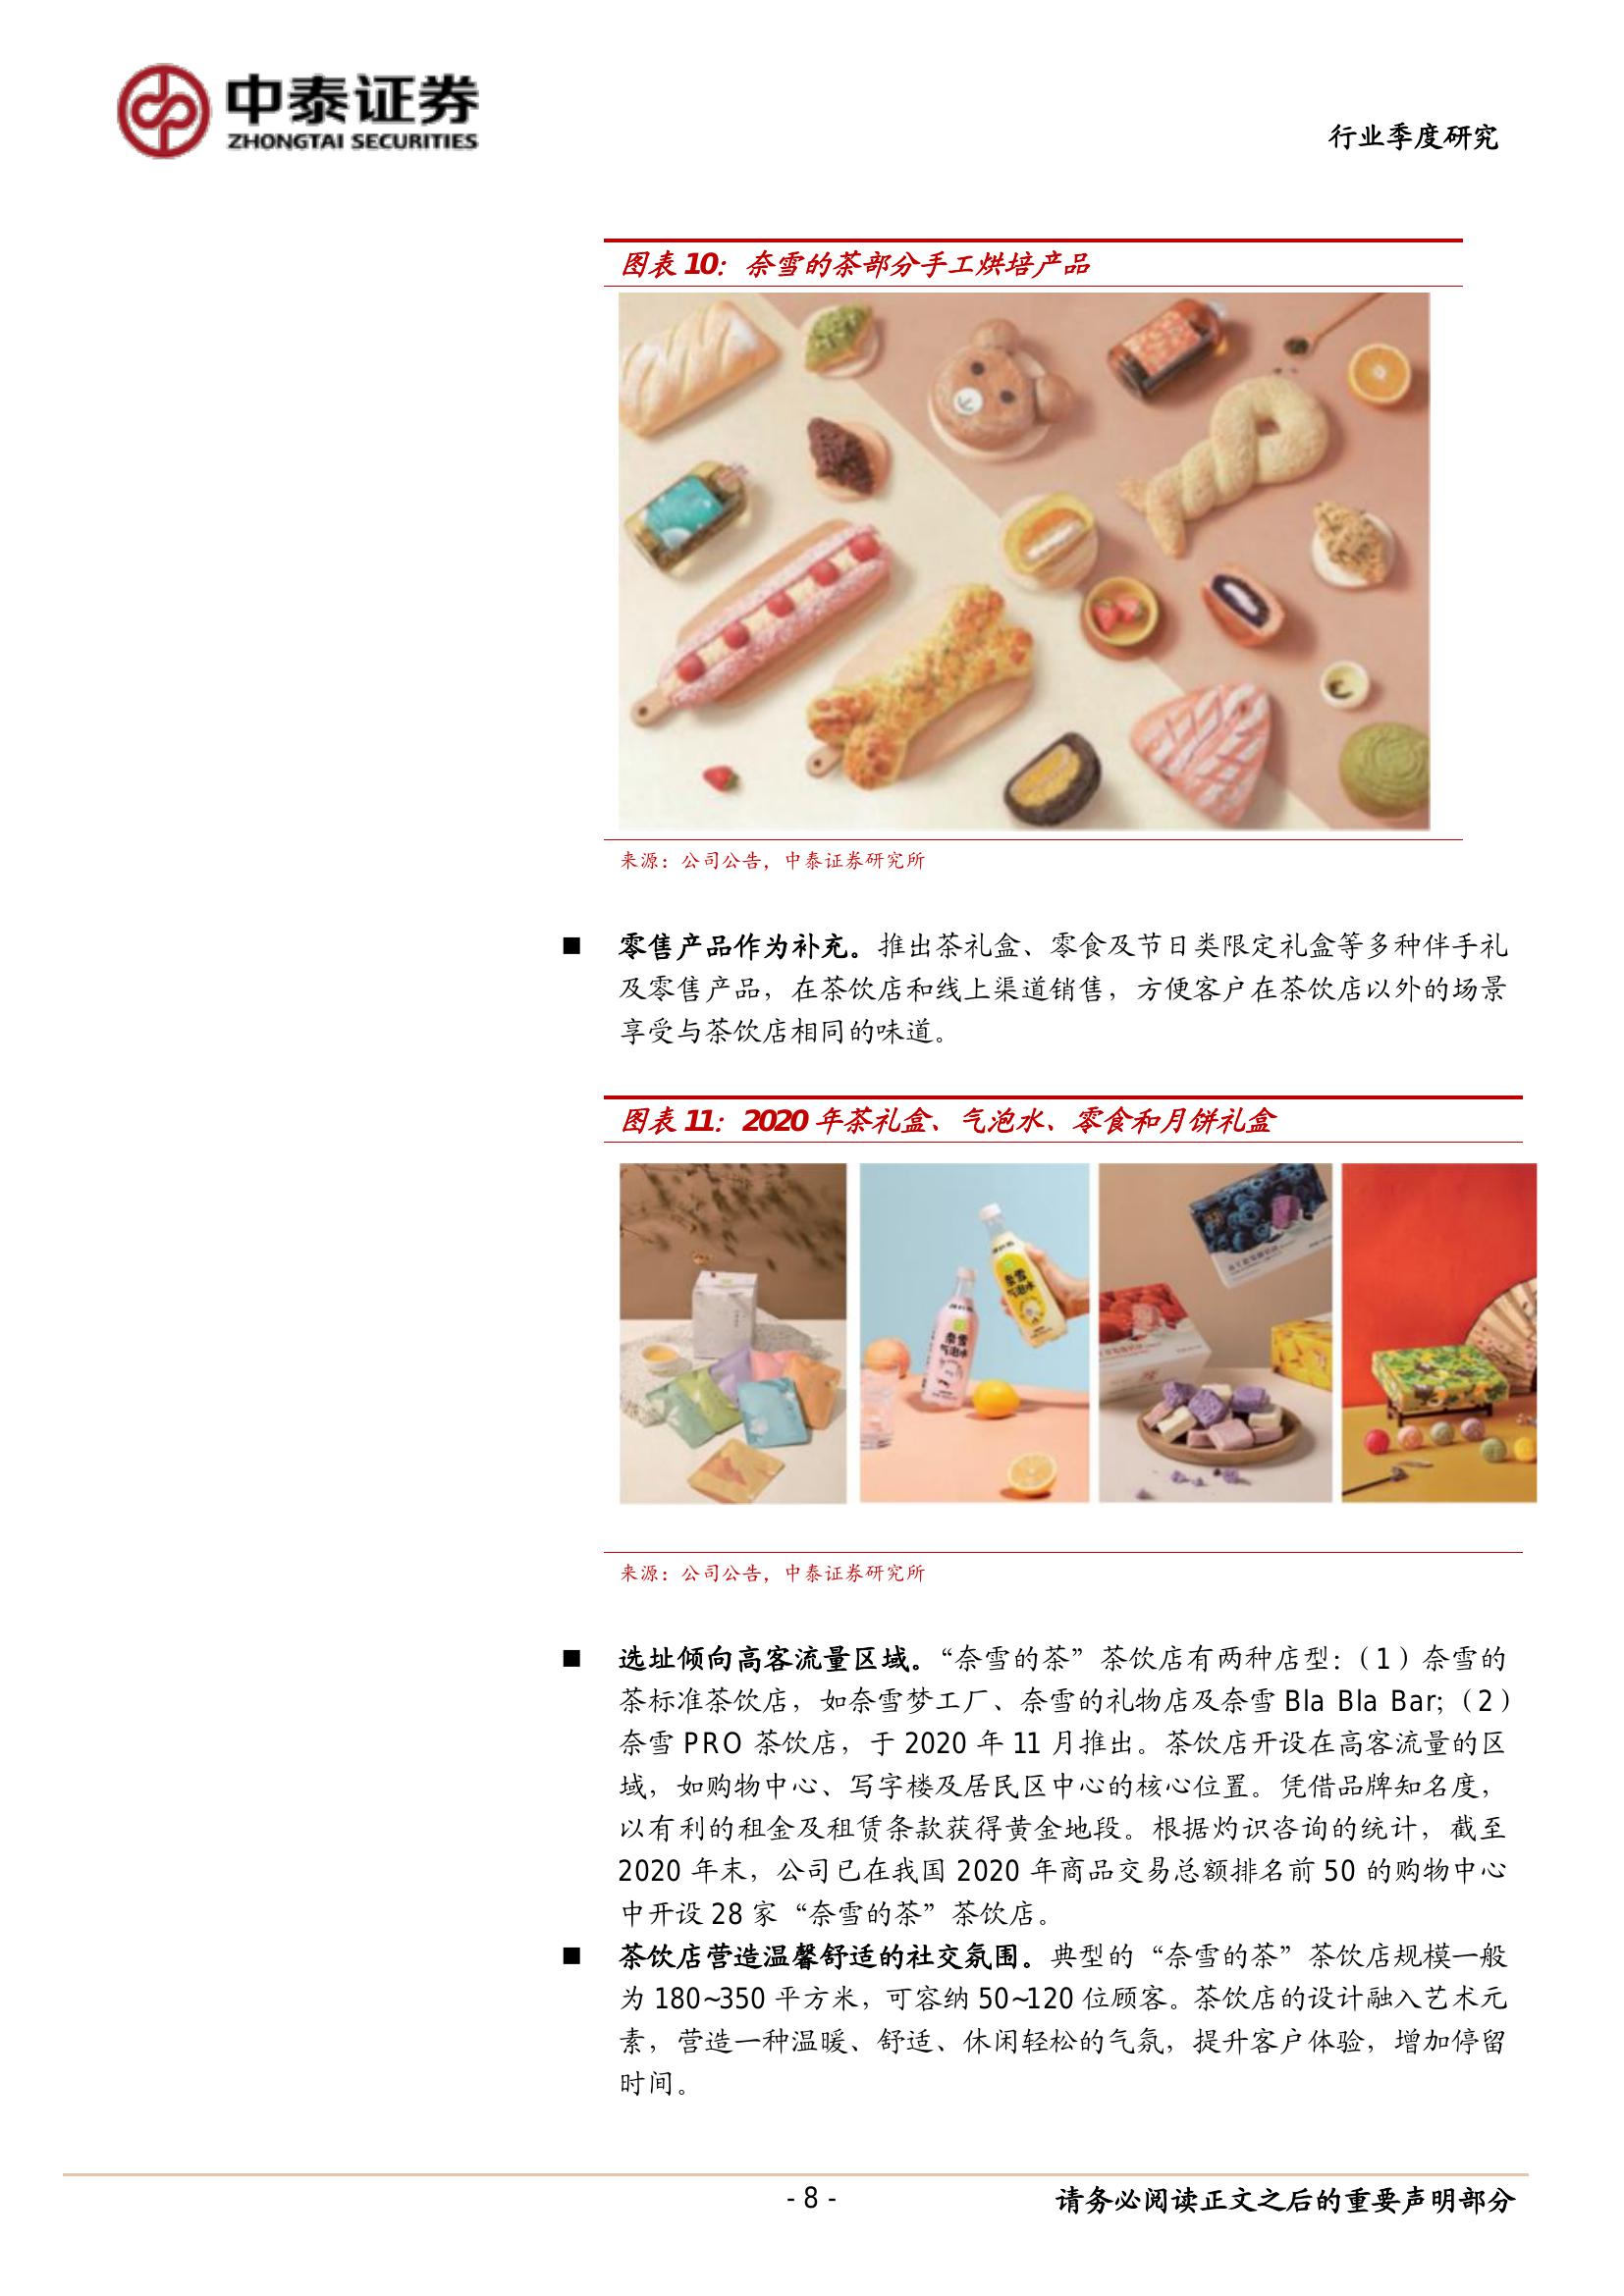 中泰证券
ZHONGTAI SECURITIES
行业季度研究
图表10：奈雪的茶部分手工烘培产品
来源：公司公告，中泰证券研究所
■ 零售产品作为补充。推出茶礼盒、零食及节日类限定礼盒等多种伴手礼
及零售产品，在茶饮店和线上渠道销售，方便客户在茶饮店以外的场景
享受与茶饮店相同的味道。
图表11：2020年茶礼盒、气泡水、零食和月饼礼盒
奈雪
气泡水
奈雪
气泡水
来源：公司公告，中泰证券研究所
■ 选址倾向高客流量区域。“奈雪的茶”茶饮店有两种店型：（1）奈雪的
茶标准茶饮店，如奈雪梦工厂、奈雪的礼物店及奈雪 Bla Bla Bar;（2）
奈雪 PRO 茶饮店，于 2020 年 11 月推出。茶饮店开设在高客流量的区
域，如购物中心、写字楼及居民区中心的核心位置。凭借品牌知名度，
以有利的租金及租赁条款获得黄金地段。根据灼识咨询的统计，截至
2020 年末，公司已在我国 2020 年商品交易总额排名前 50 的购物中心
中开设 28 家“奈雪的茶”茶饮店。
■ 茶饮店营造温馨舒适的社交氛围。典型的“奈雪的茶”茶饮店规模一般
为 180~350 平方米，可容纳 50~120 位顾客。茶饮店的设计融入艺术元
素，营造一种温暖、舒适、休闲轻松的气氛，提升客户体验，增加停留
时间。
- 8 -
请务必阅读正文之后的重要声明部分